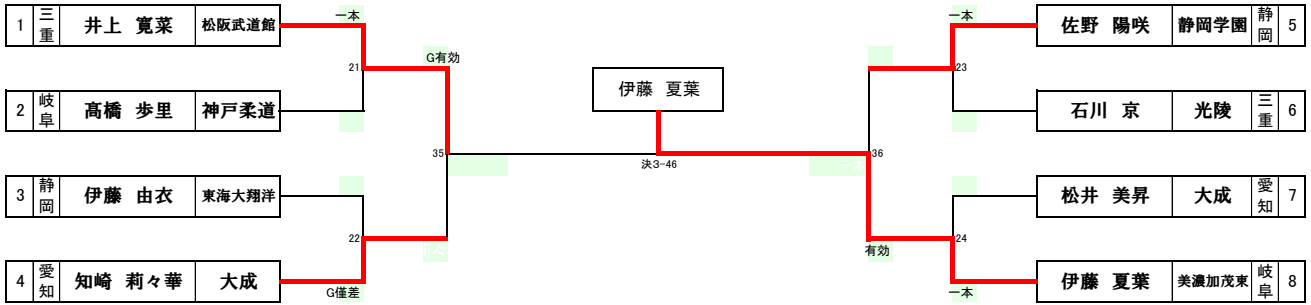 1 三重 井上 寛菜 松阪武道館
一本
21
2 岐阜 髙橋 歩里 神戸柔道
G有効
35
3 静岡 伊藤 由衣 東海大翔洋
22
4 愛知 知崎 莉々華 大成
G僅差
伊藤 夏葉
決3-46
一本
佐野 陽咲 静岡学園 静岡 5
23
石川 京 光陵 三重 6
36
松井 美昇 大成 愛知 7
有効
24
一本
伊藤 夏葉 美濃加茂東 岐阜 8